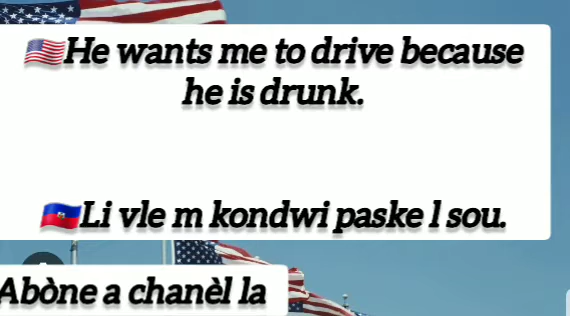 He wants me to drive because
he is drunk.
Li vle m kondwi paske l sou.
Abòne a chanèl la